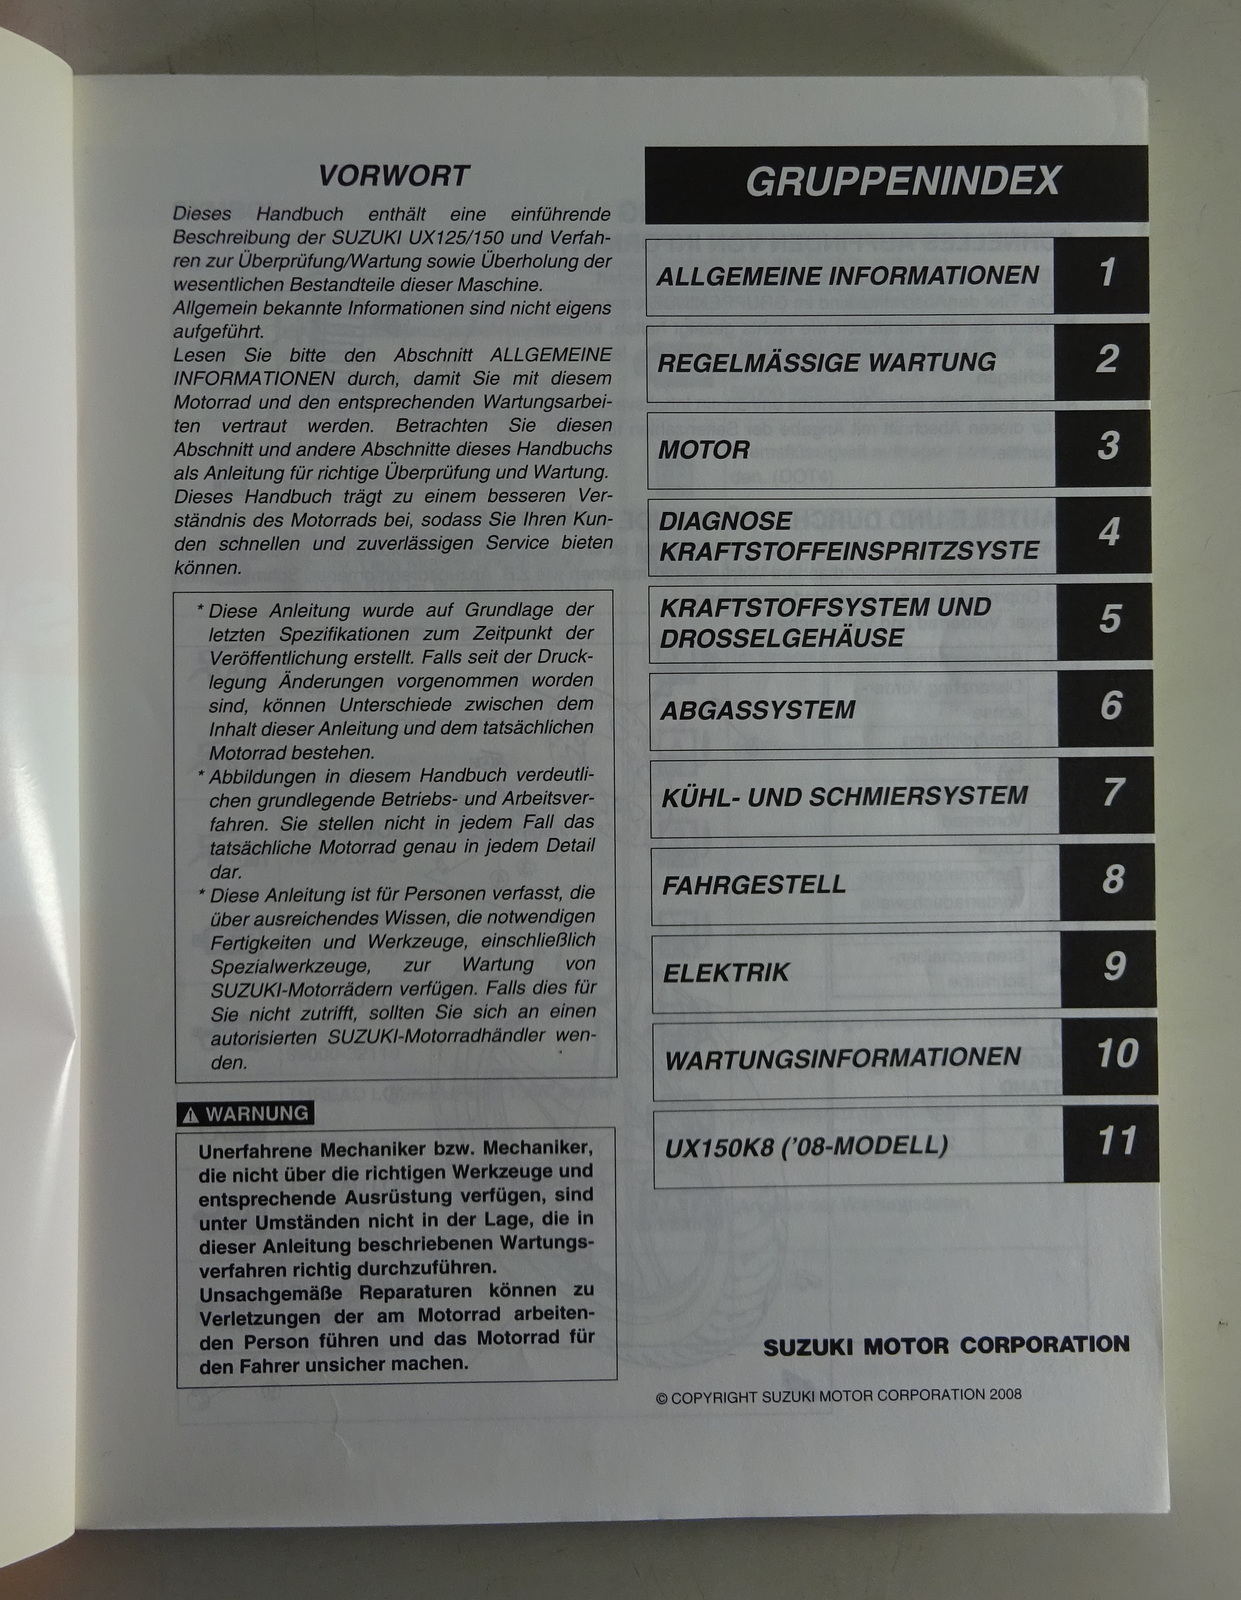 VORWORT
Dieses Handbuch enthält eine einführende
Beschreibung der SUZUKI UX125/150 und Verfah-
ren zur Überprüfung/Wartung sowie Überholung der
wesentlichen Bestandteile dieser Maschine.
Allgemein bekannte Informationen sind nicht eigens
aufgeführt.
Lesen Sie bitte den Abschnitt ALLGEMEINE
INFORMATIONEN durch, damit Sie mit diesem
Motorrad und den entsprechenden Wartungsarbei-
ten vertraut werden. Betrachten Sie diesen
Abschnitt und andere Abschnitte dieses Handbuchs
als Anleitung für richtige Überprüfung und Wartung.
Dieses Handbuch trägt zu einem besseren Ver-
ständnis des Motorrads bei, sodass Sie Ihren Kun-
den schnellen und zuverlässigen Service bieten
können.
* Diese Anleitung wurde auf Grundlage der
letzten Spezifikationen zum Zeitpunkt der
Veröffentlichung erstellt. Falls seit der Druck-
legung Änderungen vorgenommen worden
sind, können Unterschiede zwischen dem
Inhalt dieser Anleitung und dem tatsächlichen
Motorrad bestehen.
* Abbildungen in diesem Handbuch verdeutli-
chen grundlegende Betriebs- und Arbeitsver-
fahren. Sie stellen nicht in jedem Fall das
tatsächliche Motorrad genau in jedem Detail
dar.
* Diese Anleitung ist für Personen verfasst, die
über ausreichendes Wissen, die notwendigen
Fertigkeiten und Werkzeuge, einschließlich
Spezialwerkzeuge, zur Wartung von
SUZUKI-Motorrädern verfügen. Falls dies für
Sie nicht zutrifft, sollten Sie sich an einen
autorisierten SUZUKI-Motorradhändler wen-
den.
WARNUNG
Unerfahrene Mechaniker bzw. Mechaniker,
die nicht über die richtigen Werkzeuge und
entsprechende Ausrüstung verfügen, sind
unter Umständen nicht in der Lage, die in
dieser Anleitung beschriebenen Wartungs-
verfahren richtig durchzuführen.
Unsachgemäße Reparaturen können zu
Verletzungen der am Motorrad arbeiten-
den Person führen und das Motorrad für
den Fahrer unsicher machen.
GRUPPENINDEX
ALLGEMEINE INFORMATIONEN 1
REGELMÄSSIGE WARTUNG 2
MOTOR 3
DIAGNOSE
KRAFTSTOFFEINSPRITZSYSTE 4
KRAFTSTOFFSYSTEM UND
DROSSELGEHÄUSE 5
ABGASSYSTEM 6
KÜHL- UND SCHMIERSYSTEM 7
FAHRGESTELL 8
ELEKTRIK 9
WARTUNGSINFORMATIONEN 10
UX150K8 (’08-MODELL) 11
SUZUKI MOTOR CORPORATION
© COPYRIGHT SUZUKI MOTOR CORPORATION 2008